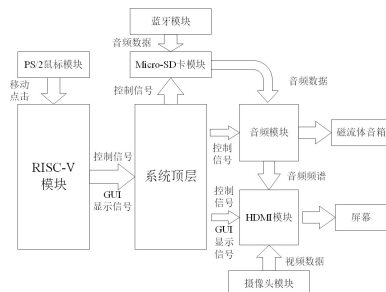 蓝牙模块
音频数据
PS/2鼠标模块
Micro-SD卡模块
音频数据
移动
点击
控制信号
RISC-V
模块
控制信号
GUI
显示信号
系统顶层
控制
信号
音频模块
磁流体音箱
音频频谱
控制
信号
GUI
显示
信号
HDMI模块
屏幕
视频数据
摄像头模块